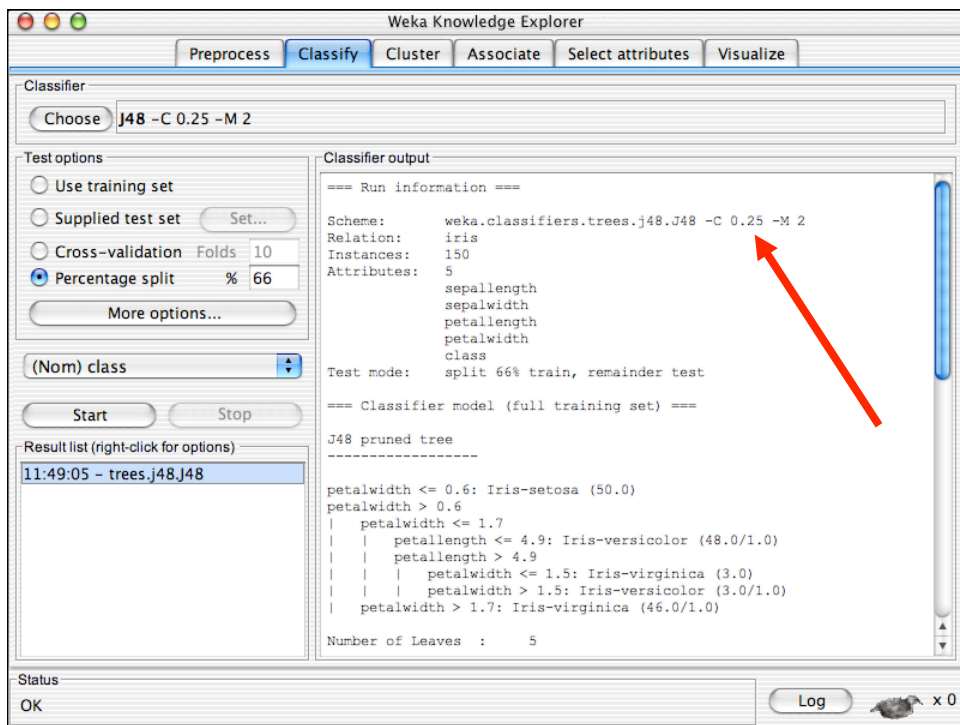 Weka Knowledge Explorer
Preprocess Classify Cluster Associate Select attributes Visualize
Classifier
Choose J48 -C 0.25 -M 2
Test options
Use training set
Supplied test set Set...
Cross-validation Folds 10
Percentage split % 66
More options...
(Nom) class
Start Stop
Result list (right-click for options)
11:49:05 - trees.j48.J48
Classifier output
=== Run information ===
Scheme: weka.classifiers.trees.j48.J48 -C 0.25 -M 2
Relation: iris
Instances: 150
Attributes: 5
sepallength
sepalwidth
petallength
petalwidth
class
Test mode: split 66% train, remainder test
=== Classifier model (full training set) ===
J48 pruned tree
------------------
petalwidth <= 0.6: Iris-setosa (50.0)
petalwidth > 0.6
| petalwidth <= 1.7
| | petallength <= 4.9: Iris-versicolor (48.0/1.0)
| | petallength > 4.9
| | | petalwidth <= 1.5: Iris-virginica (3.0)
| | | petalwidth > 1.5: Iris-versicolor (3.0/1.0)
| petalwidth > 1.7: Iris-virginica (46.0/1.0)
Number of Leaves : 5
Status
OK
Log x 0